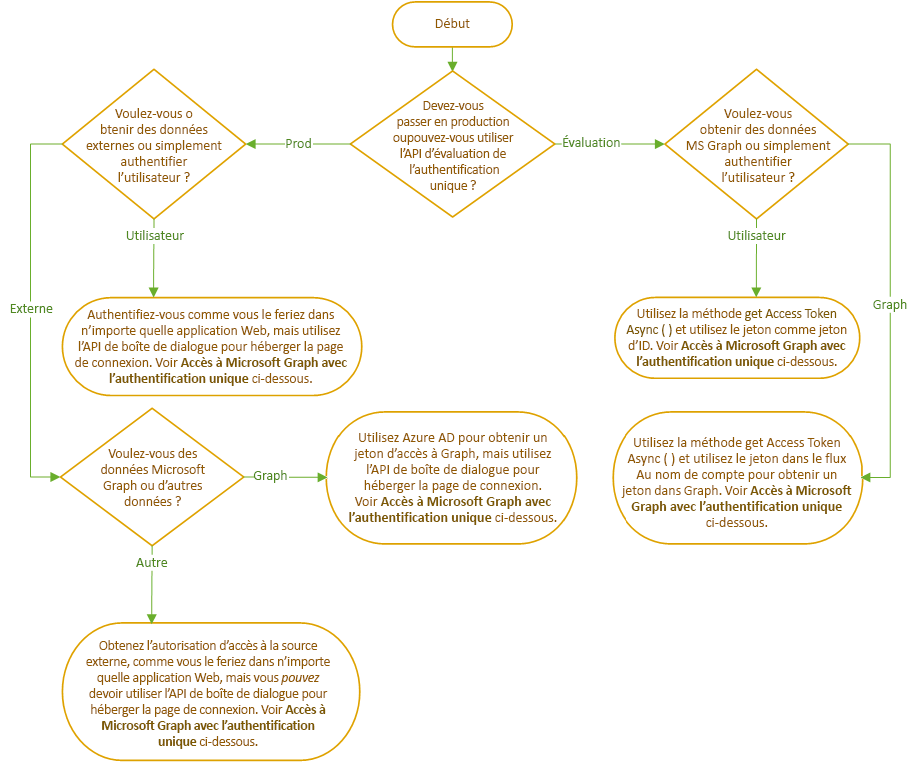 Début
Devez-vous
passer en production
oupouvez-vous utiliser
l’API d’évaluation de
l’authentification
unique ?
Prod
Évaluation
Voulez-vous o
btenir des données
externes ou simplement
authentifier
l’utilisateur ?
Voulez-vous
obtenir des données
MS Graph ou simplement
authentifier
l’utilisateur ?
Utilisateur
Utilisateur
Externe
Graph
Authentifiez-vous comme vous le feriez dans
n’importe quelle application Web, mais utilisez
l’API de boîte de dialogue pour héberger la page
de connexion. Voir Accès à Microsoft Graph avec
l’authentification unique ci-dessous.
Utilisez la méthode get Access Token
Async ( ) et utilisez le jeton comme jeton
d’ID. Voir Accès à Microsoft Graph avec
l’authentification unique ci-dessous.
Voulez-vous des
données Microsoft
Graph ou d’autres
données ?
Graph
Utilisez Azure AD pour obtenir un
jeton d’accès à Graph, mais utilisez
l’API de boîte de dialogue pour
héberger la page de connexion.
Voir Accès à Microsoft Graph avec
l’authentification unique ci-dessous.
Utilisez la méthode get Access Token
Async ( ) et utilisez le jeton dans le flux
Au nom de compte pour obtenir un
jeton dans Graph. Voir Accès à Microsoft
Graph avec l’authentification unique
ci-dessous.
Autre
Obtenez l’autorisation d’accès à la source
externe, comme vous le feriez dans n’importe
quelle application Web, mais vous pouvez
devoir utiliser l’API de boîte de dialogue pour
héberger la page de connexion. Voir Accès à
Microsoft Graph avec l’authentification
unique ci-dessous.